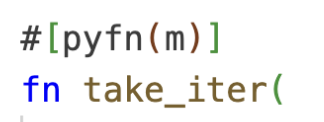 #[pyfn(m)]
fn take_iter(